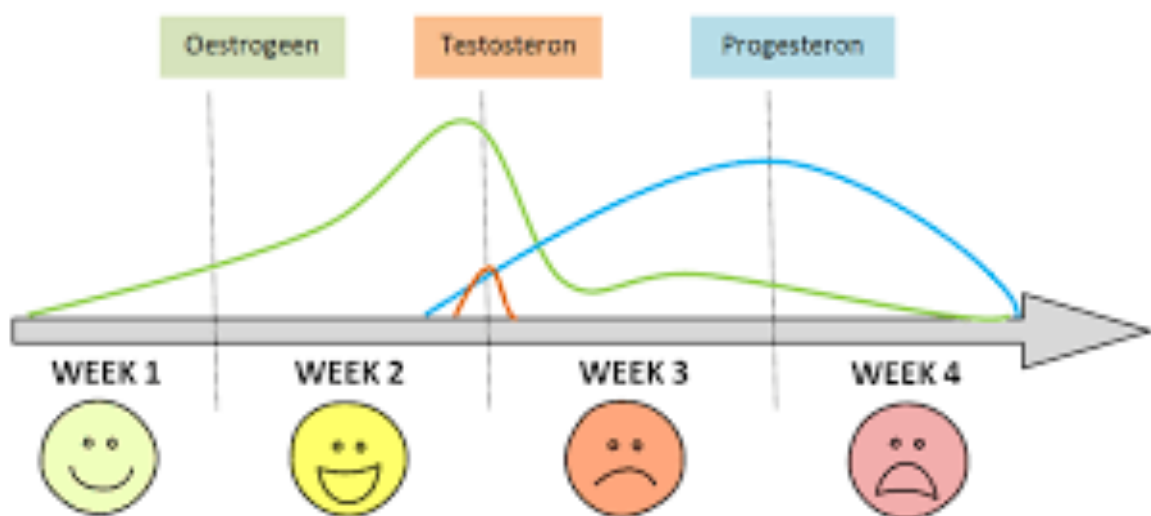 Oestrogeen
Testosteron
Progesteron
WEEK 1
WEEK 2
WEEK 3
WEEK 4